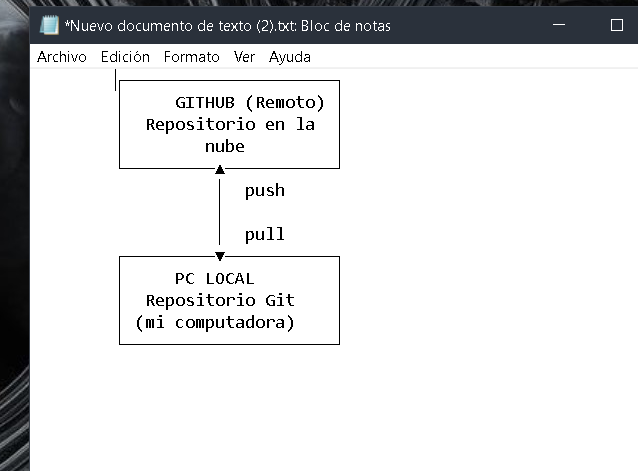 *Nuevo documento de texto (2).txt: Bloc de notas
Archivo Edición Formato Ver Ayuda
GITHUB (Remoto)
Repositorio en la
nube
push
pull
PC LOCAL
Repositorio Git
(mi computadora)